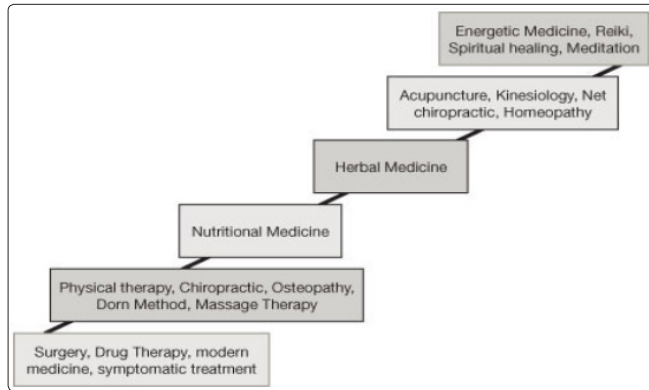 Energetic Medicine, Reiki,
Spiritual healing, Meditation
Acupuncture, Kinesiology, Net
chiropractic, Homeopathy
Herbal Medicine
Nutritional Medicine
Physical therapy, Chiropractic, Osteopathy,
Dorn Method, Massage Therapy
Surgery, Drug Therapy, modern
medicine, symptomatic treatment